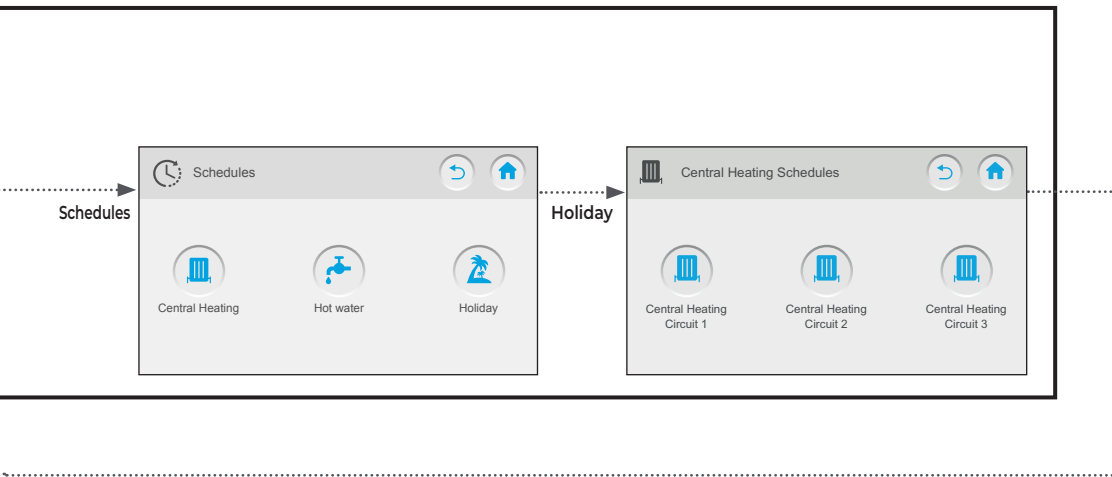 Schedules
Schedules
Central Heating
Hot water
Holiday
Holiday
Central Heating Schedules
Central Heating
Circuit 1
Central Heating
Circuit 2
Central Heating
Circuit 3